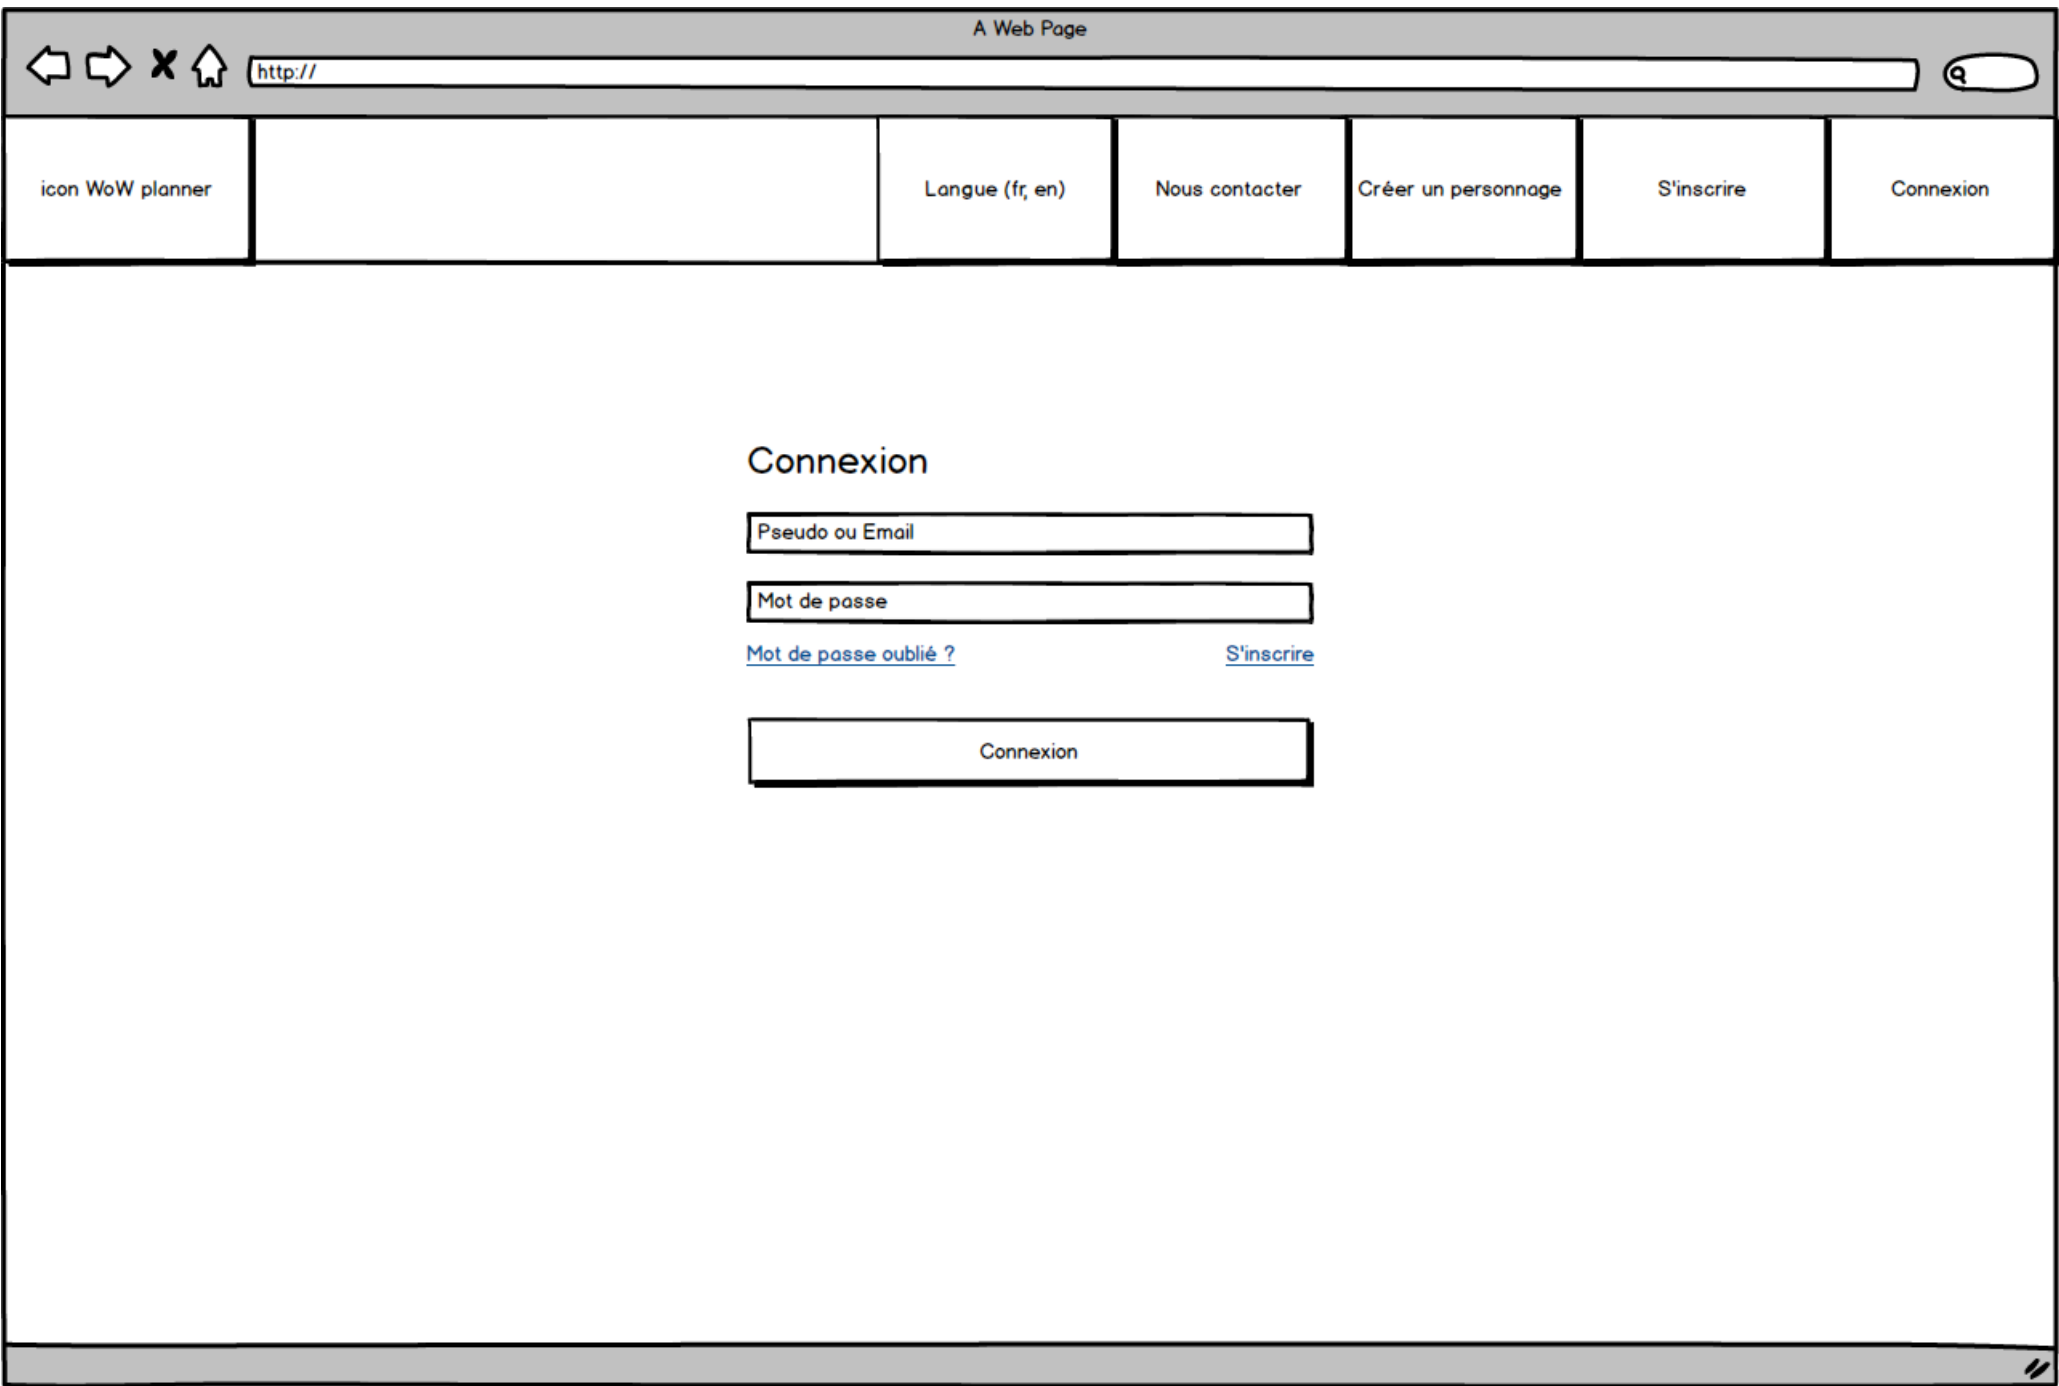 A Web Page
http://
icon WoW planner
Langue (fr, en)
Nous contacter
Créer un personnage
S'inscrire
Connexion
Connexion
Pseudo ou Email
Mot de passe
Mot de passe oublié ?
S'inscrire
Connexion